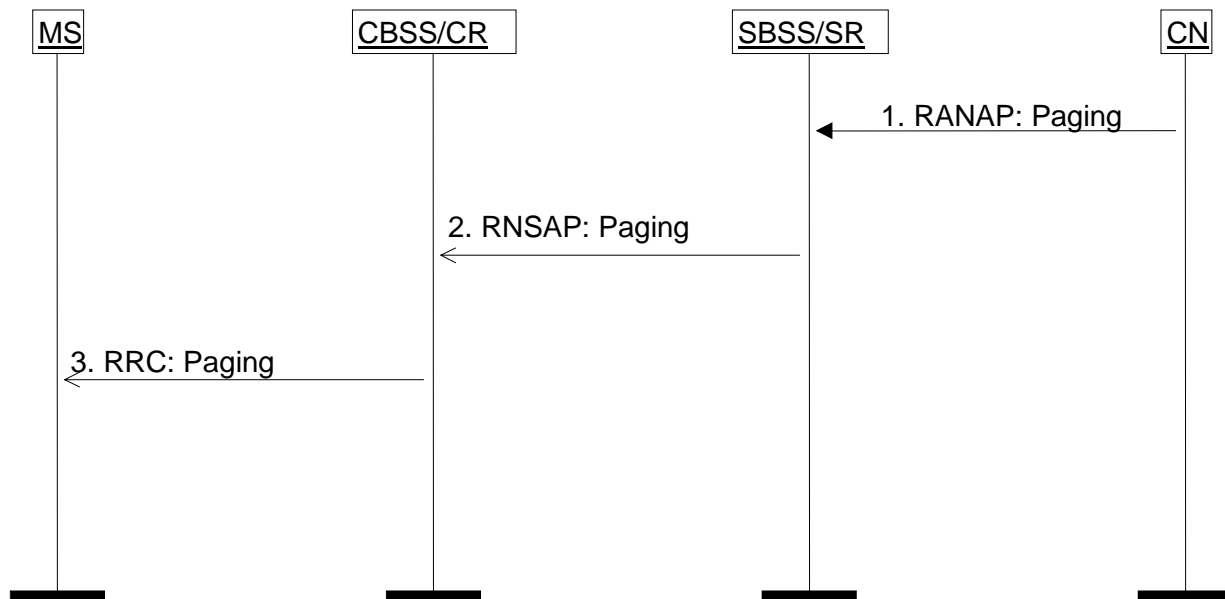 MS
CBSS/CR
SBSS/SR
CN
1. RANAP: Paging
2. RNSAP: Paging
3. RRC: Paging